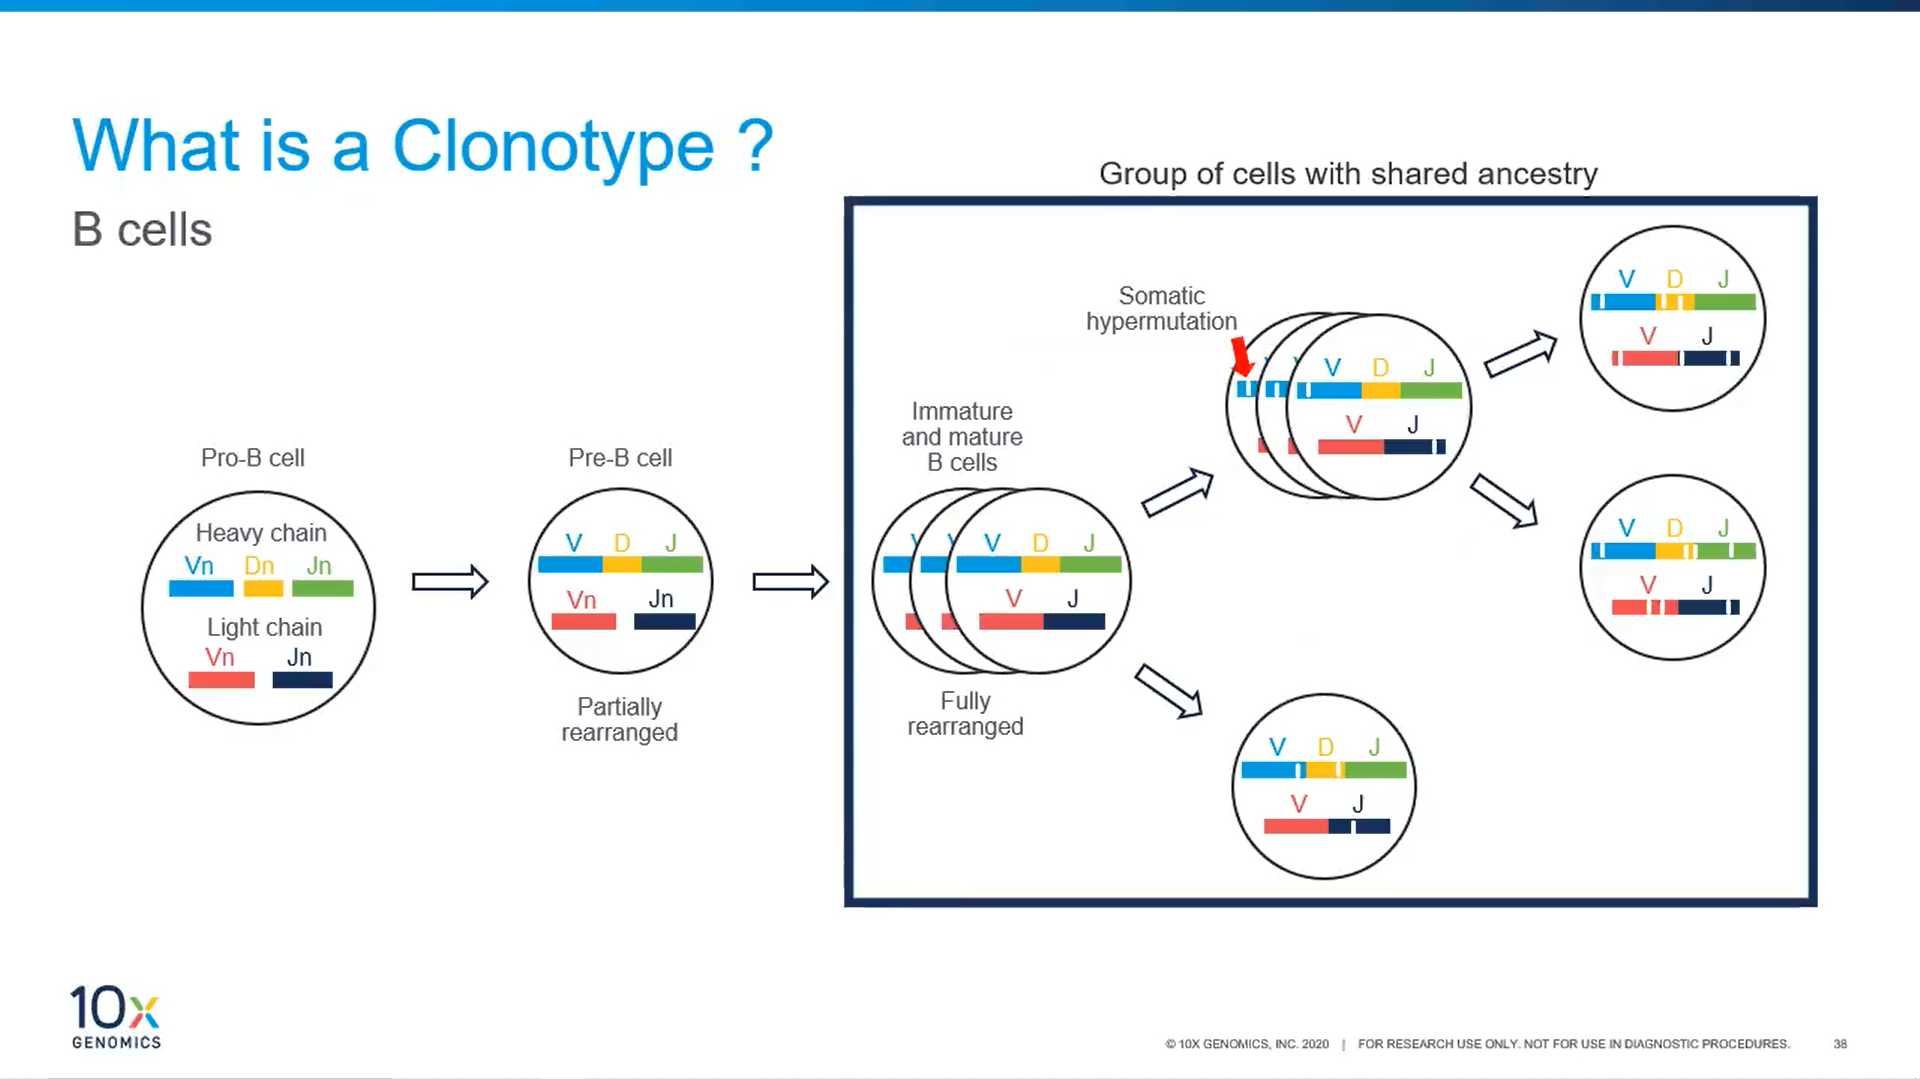 What is a Clonotype ?
B cells
Group of cells with shared ancestry
Pro-B cell
Heavy chain
Vn Dn Jn
Light chain
Vn Jn
Pre-B cell
V D J
Vn Jn
Partially
rearranged
Immature
and mature
B cells
V V V D J
V J
Fully
rearranged
Somatic
hypermutation
V D J
V J
V D J
V J
V D J
V J
V D J
V J
10x
GENOMICS
© 10X GENOMICS, INC. 2020 | FOR RESEARCH USE ONLY. NOT FOR USE IN DIAGNOSTIC PROCEDURES. 38